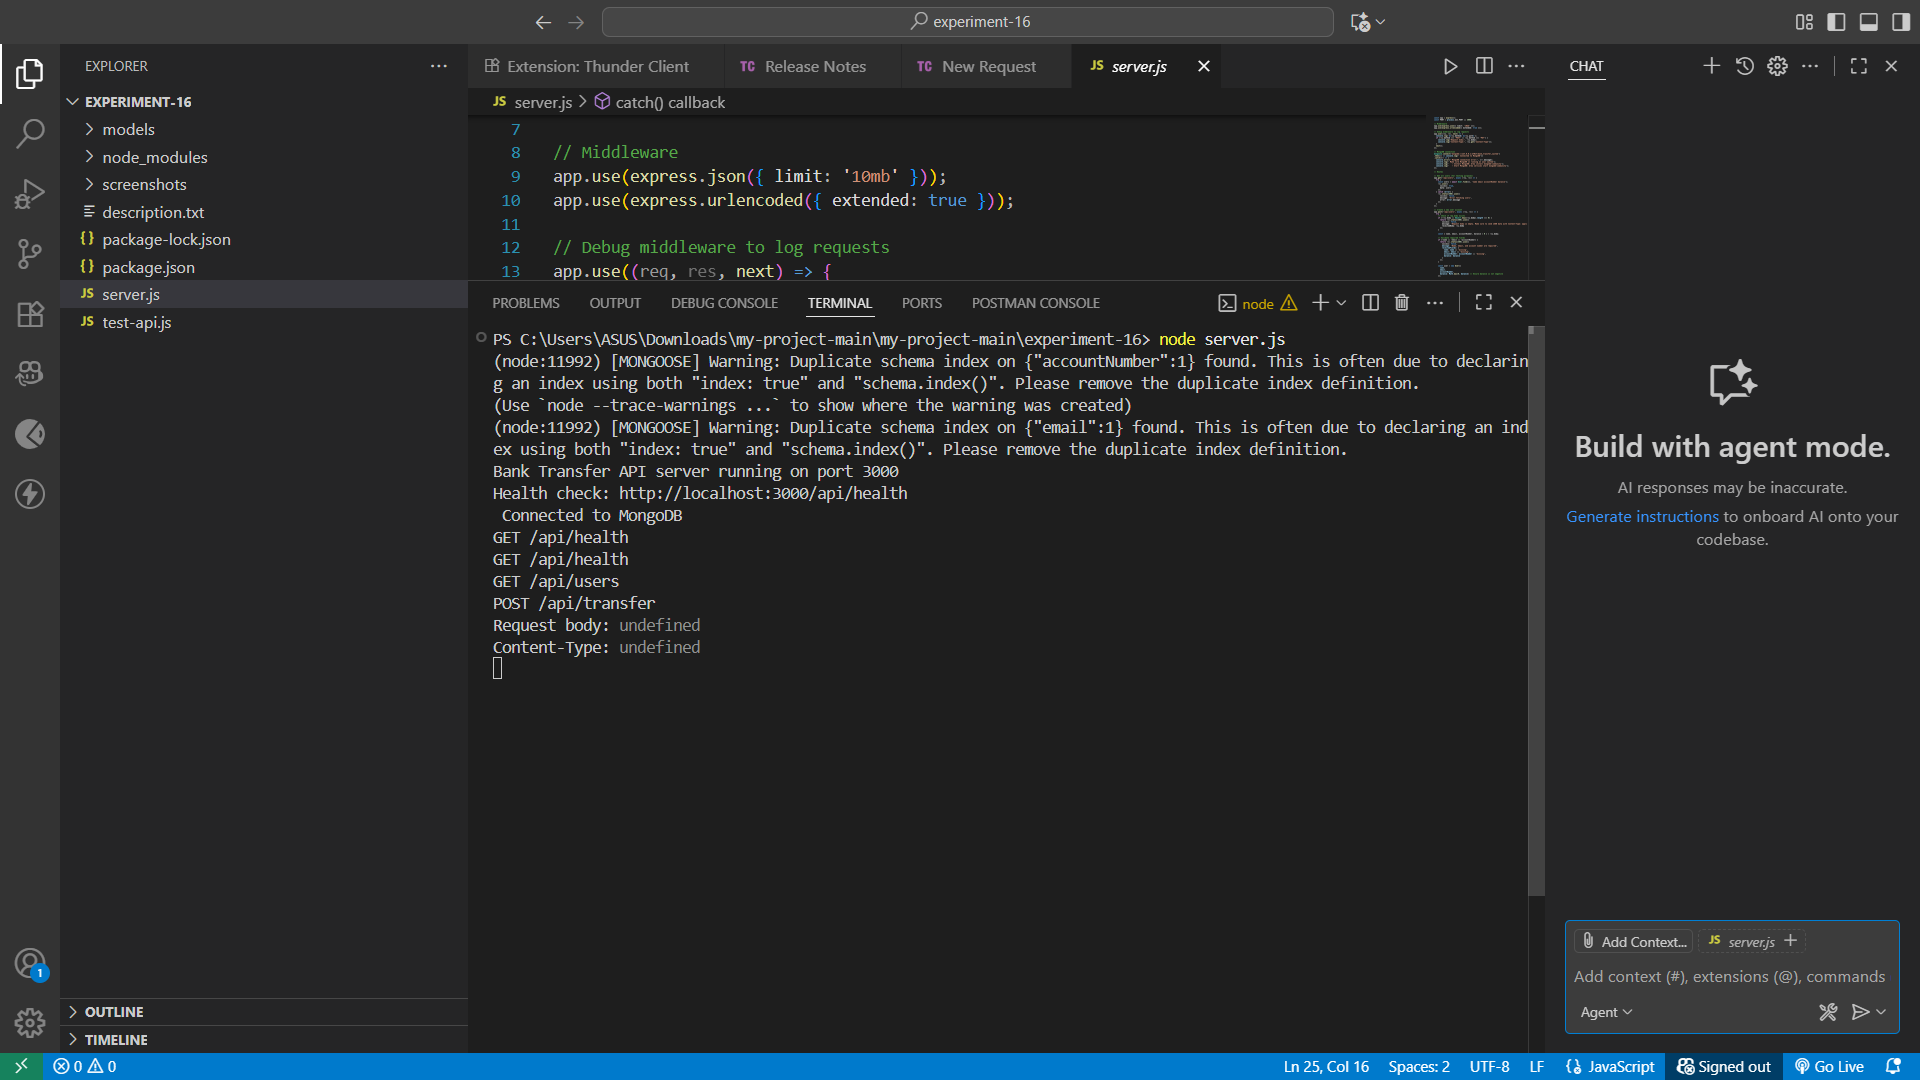 experiment-16
EXPLORER
EXPERIMENT-16
models
node_modules
screenshots
description.txt
{} package-lock.json
{} package.json
JS server.js
JS test-api.js
OUTLINE
TIMELINE
Extension: Thunder Client
TC Release Notes
TC New Request
JS server.js
JS server.js > catch() callback
7
8 // Middleware
9 app.use(express.json({ limit: '10mb' }));
10 app.use(express.urlencoded({ extended: true }));
11
12 // Debug middleware to log requests
13 app.use((req, res, next) => {
PROBLEMS OUTPUT DEBUG CONSOLE TERMINAL PORTS POSTMAN CONSOLE
node
PS C:\Users\ASUS\Downloads\my-project-main\my-project-main\experiment-16> node server.js
(node:11992) [MONGOOSE] Warning: Duplicate schema index on {"accountNumber":1} found. This is often due to declarin
g an index using both "index: true" and "schema.index()". Please remove the duplicate index definition.
(Use `node --trace-warnings ...` to show where the warning was created)
(node:11992) [MONGOOSE] Warning: Duplicate schema index on {"email":1} found. This is often due to declaring an ind
ex using both "index: true" and "schema.index()". Please remove the duplicate index definition.
Bank Transfer API server running on port 3000
Health check: http://localhost:3000/api/health
Connected to MongoDB
GET /api/health
GET /api/health
GET /api/users
POST /api/transfer
Request body: undefined
Content-Type: undefined
CHAT
Build with agent mode.
AI responses may be inaccurate.
Generate instructions to onboard AI onto your
codebase.
Add Context...
JS server.js
Add context (#), extensions (@), commands
Agent
1
0 0
Ln 25, Col 16
Spaces: 2
UTF-8
LF
{} JavaScript
Signed out
Go Live